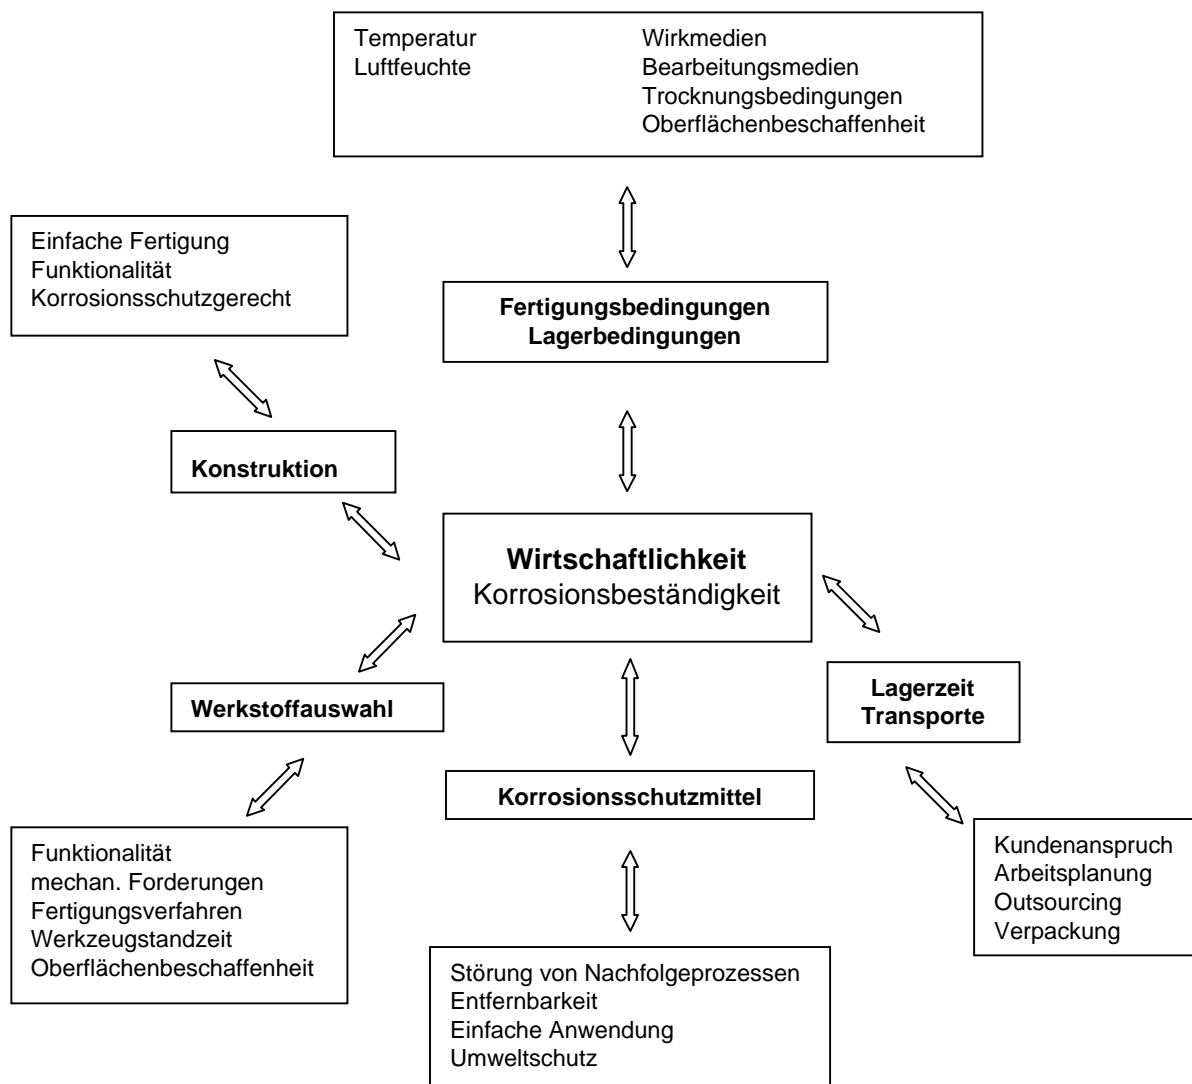 Temperatur
Luftfeuchte
Wirkmedien
Bearbeitungsmedien
Trocknungsbedingungen
Oberflächenbeschaffenheit
Einfache Fertigung
Funktionalität
Korrosionsschutzgerecht
Fertigungsbedingungen
Lagerbedingungen
Konstruktion
Wirtschaftlichkeit
Korrosionsbeständigkeit
Werkstoffauswahl
Lagerzeit
Transporte
Korrosionsschutzmittel
Funktionalität
mechan. Forderungen
Fertigungsverfahren
Werkzeugstandzeit
Oberflächenbeschaffenheit
Kundenanspruch
Arbeitsplanung
Outsourcing
Verpackung
Störung von Nachfolgeprozessen
Entfernbarkeit
Einfache Anwendung
Umweltschutz